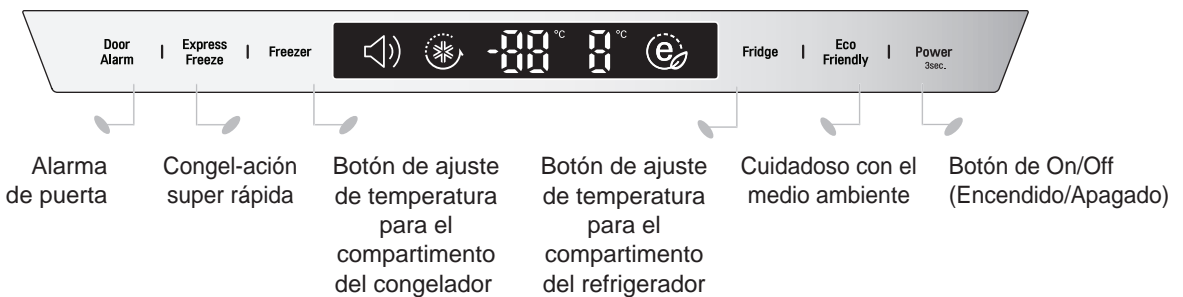 Door
Alarm
Express
Freeze
Freezer
-88 °C
8 °C
e
Fridge
Eco
Friendly
Power
3sec.
Alarma
de puerta
Congel-ación
super rápida
Botón de ajuste
de temperatura
para el
compartimento
del congelador
Botón de ajuste
de temperatura
para el
compartimento
del refrigerador
Cuidadoso con el
medio ambiente
Botón de On/Off
(Encendido/Apagado)